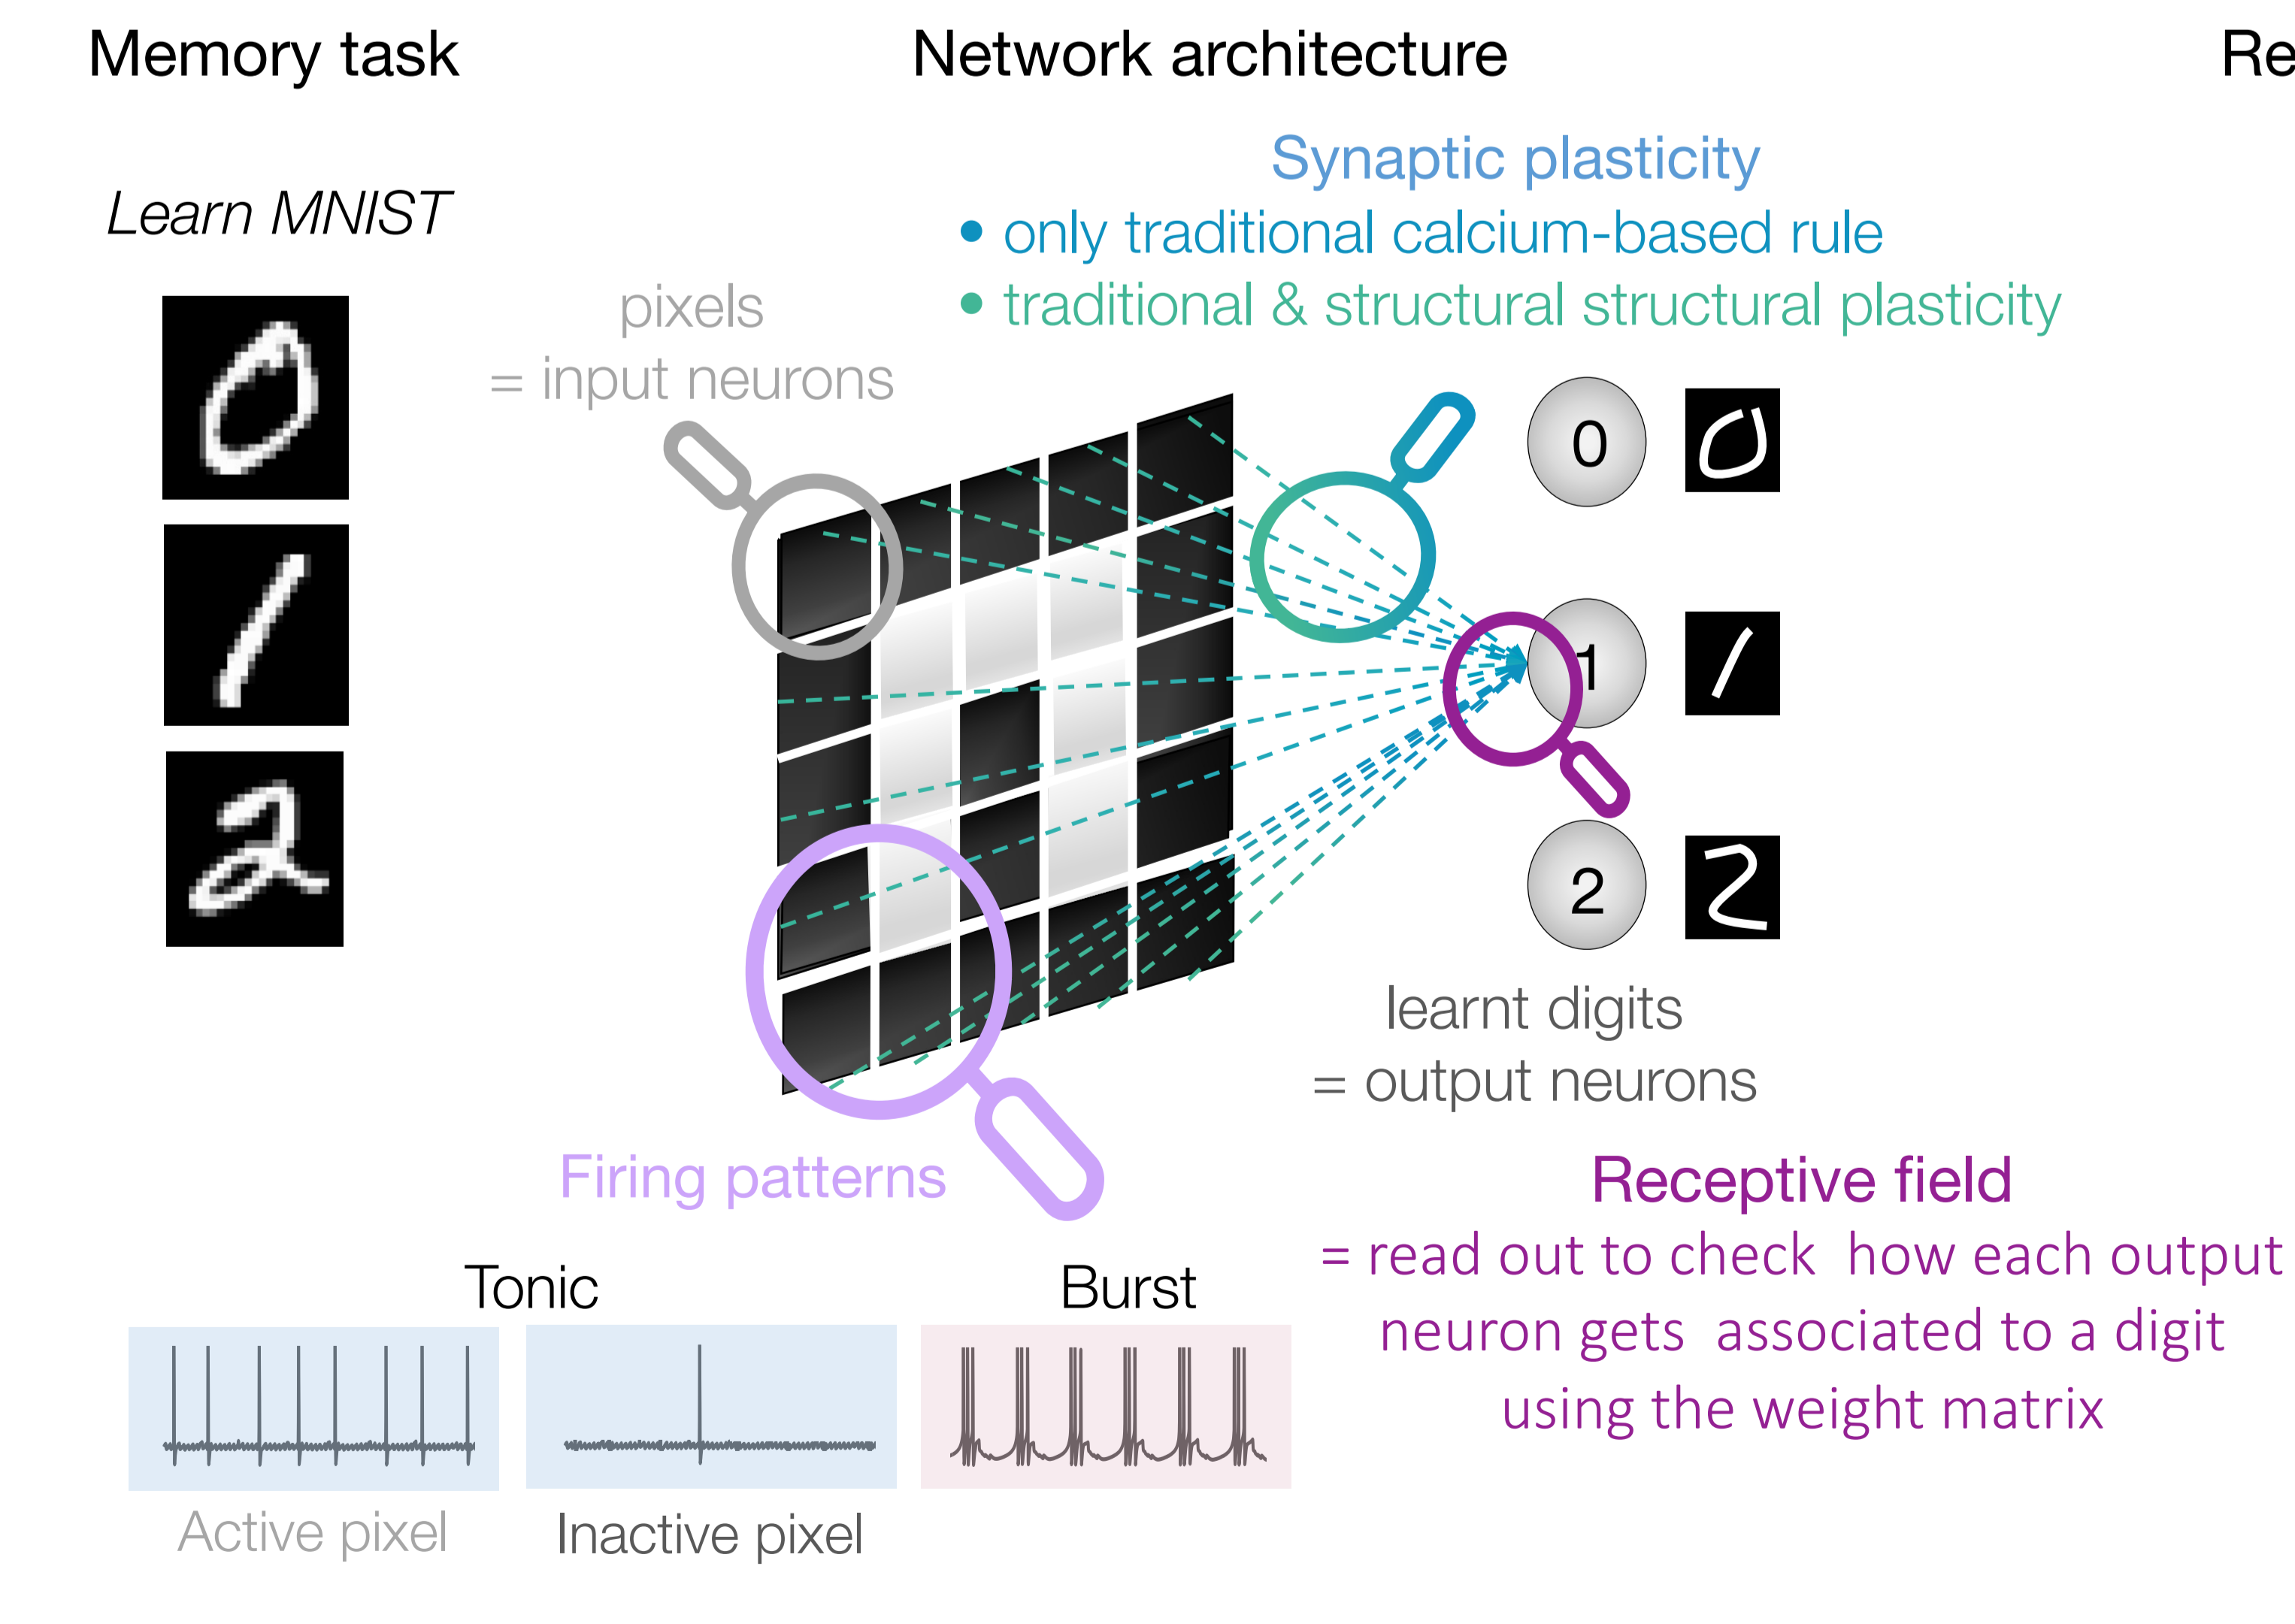 Memory task
Network architecture
Re
Learn MNIST
Synaptic plasticity
• only traditional calcium-based rule
• traditional & structural structural plasticity
pixels
= input neurons
0
1
2
learnt digits
= output neurons
Firing patterns
Receptive field
= read out to check how each output
neuron gets associated to a digit
using the weight matrix
Tonic
Burst
Active pixel
Inactive pixel